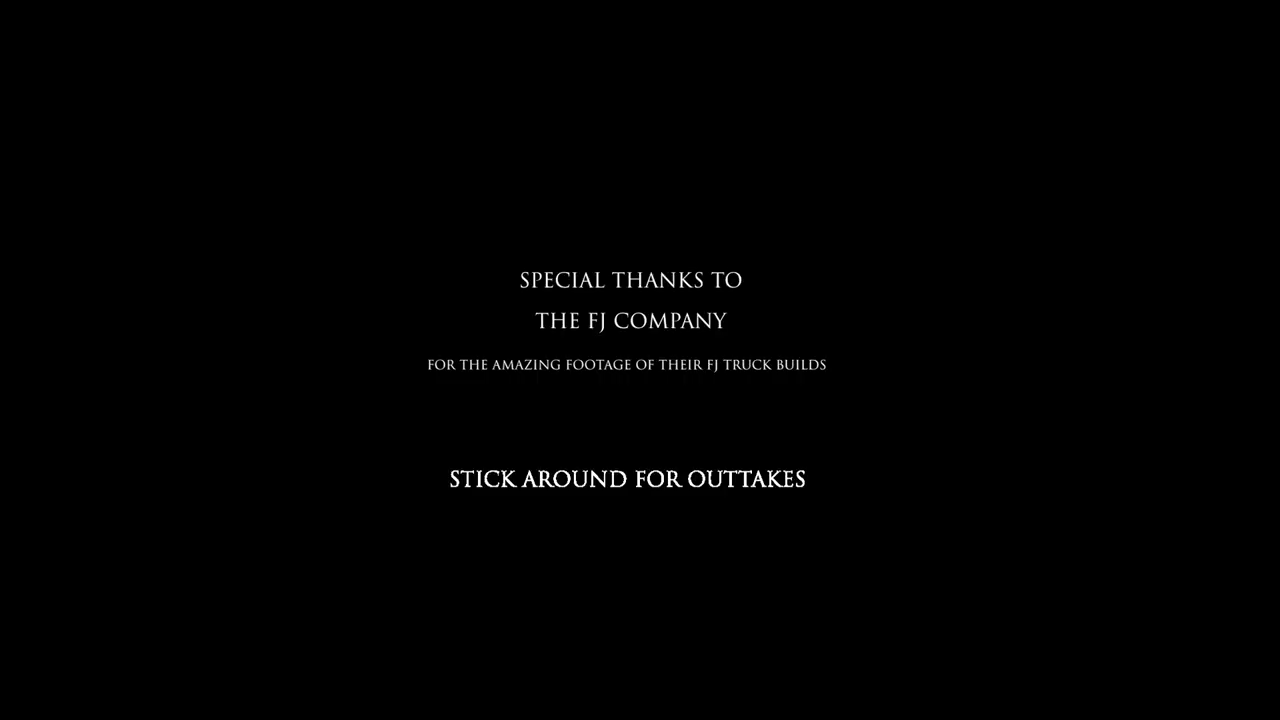 SPECIAL THANKS TO
THE FJ COMPANY
FOR THE AMAZING FOOTAGE OF THEIR FJ TRUCK BUILDS
STICK AROUND FOR OUTTAKES